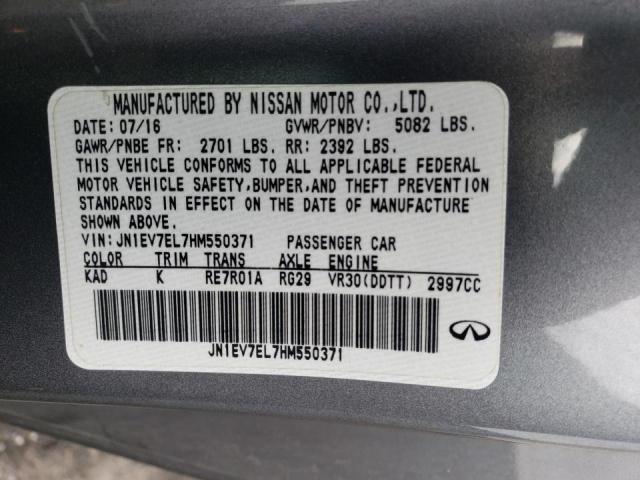 MANUFACTURED BY NISSAN MOTOR CO.,LTD.
DATE: 07/16 GVWR/PNBV: 5082 LBS.
GAWR/PNBE FR: 2701 LBS. RR: 2392 LBS.
THIS VEHICLE CONFORMS TO ALL APPLICABLE FEDERAL
MOTOR VEHICLE SAFETY,BUMPER,AND THEFT PREVENTION
STANDARDS IN EFFECT ON THE DATE OF MANUFACTURE
SHOWN ABOVE.
VIN:JN1EV7EL7HM550371 PASSENGER CAR
COLOR TRIM TRANS AXLE ENGINE
KAD K RE7R01A RG29 VR30(DDTT) 2997CC
JN1EV7EL7HM550371